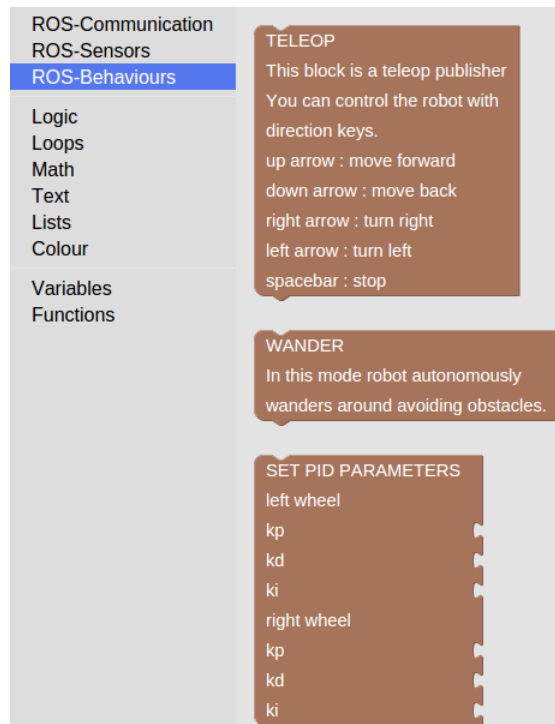 ROS-Communication
ROS-Sensors
ROS-Behaviours
Logic
Loops
Math
Text
Lists
Colour
Variables
Functions
TELEOP
This block is a teleop publisher
You can control the robot with
direction keys.
up arrow : move forward
down arrow : move back
right arrow : turn right
left arrow : turn left
spacebar : stop
WANDER
In this mode robot autonomously
wanders around avoiding obstacles.
SET PID PARAMETERS
left wheel
kp
kd
ki
right wheel
kp
kd
ki